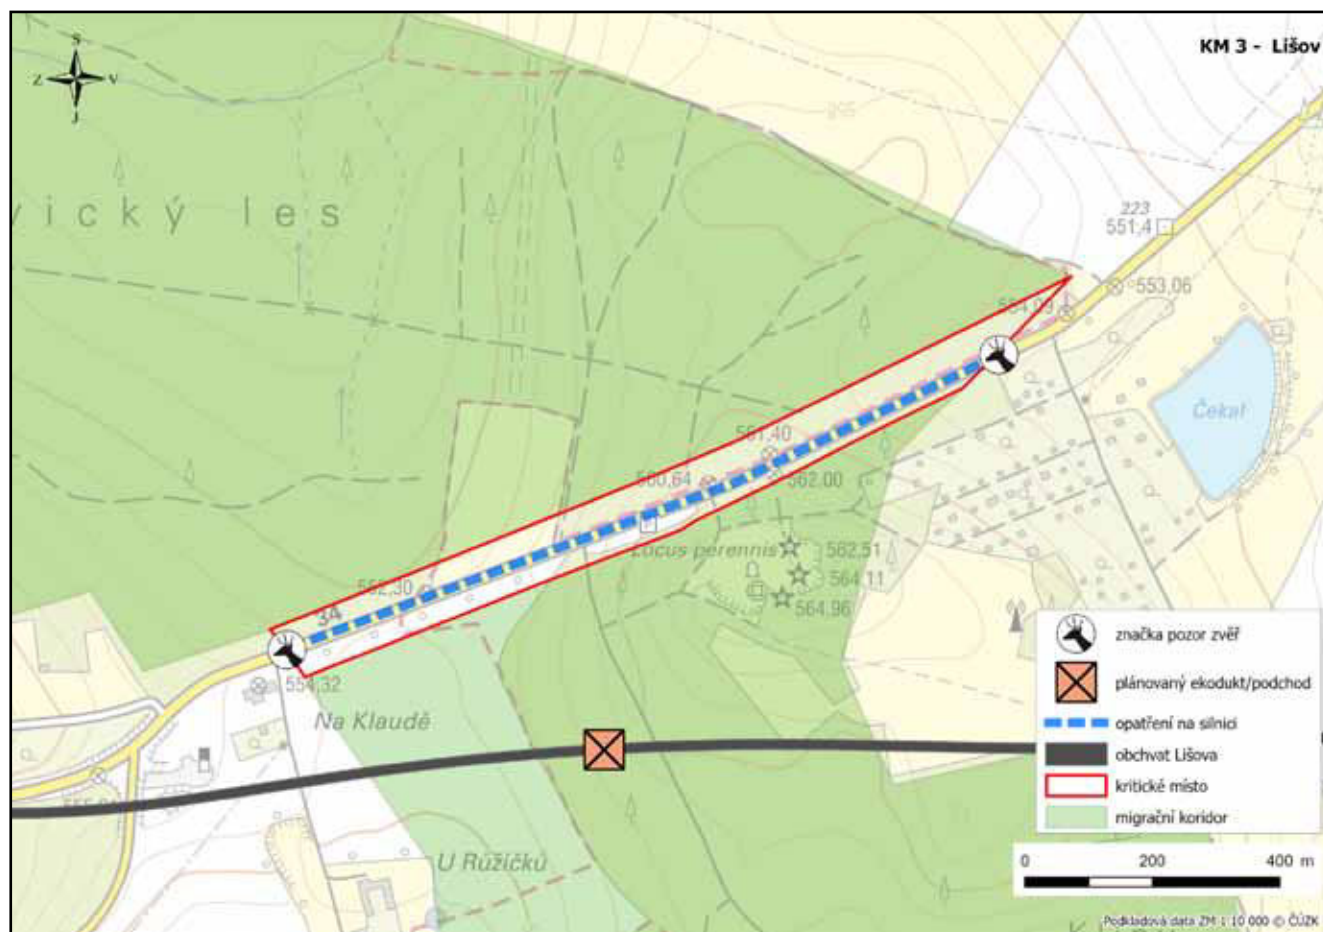 KM 3 - Lišov
S
Z
V
J
vický les
223
551,4
553,06
Čekal
561,40
560,64
562.00
Lucus perennis
562.51
564.11
564.96
562,30
34
554,32
Na Klaudě
U Růžičků
značka pozor zvěř
plánovaný ekodukt/podchod
opatření na silnici
obchvat Lišova
kritické místo
migrační koridor
0 200 400 m
Podkladová data ZM 1:10 000 © ČÚZK